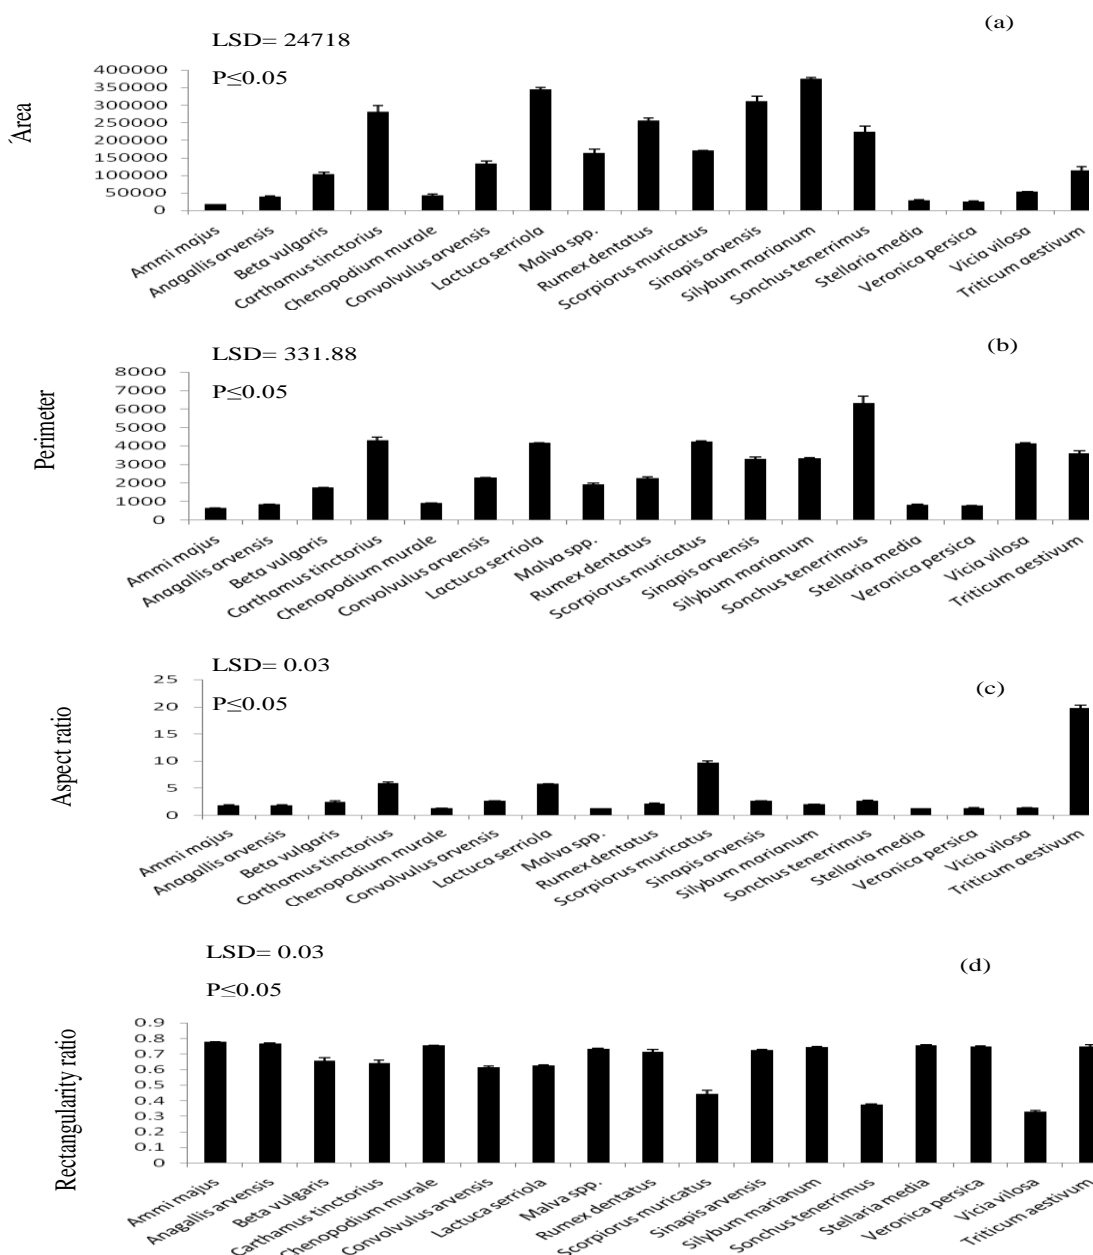 (a)
LSD= 24718
P≤0.05
´Area
400000
350000
300000
250000
200000
150000
100000
50000
0
Ammi majus
Anagallis arvensis
Beta vulgaris
Carthamus tinctorius
Chenopodium murale
Convolvulus arvensis
Lactuca serriola
Malva spp.
Rumex dentatus
Scorpiorus muricatus
Sinapis arvensis
Silybum marianum
Sonchus tenerrimus
Stellaria media
Veronica persica
Vicia vilosa
Triticum aestivum
(b)
LSD= 331.88
P≤0.05
Perimeter
8000
7000
6000
5000
4000
3000
2000
1000
0
Ammi majus
Anagallis arvensis
Beta vulgaris
Carthamus tinctorius
Chenopodium murale
Convolvulus arvensis
Lactuca serriola
Malva spp.
Rumex dentatus
Scorpiorus muricatus
Sinapis arvensis
Silybum marianum
Sonchus tenerrimus
Stellaria media
Veronica persica
Vicia vilosa
Triticum aestivum
LSD= 0.03
(c)
P≤0.05
Aspect ratio
25
20
15
10
5
0
Ammi majus
Anagallis arvensis
Beta vulgaris
Carthamus tinctorius
Chenopodium murale
Convolvulus arvensis
Lactuca serriola
Malva spp.
Rumex dentatus
Scorpiorus muricatus
Sinapis arvensis
Silybum marianum
Sonchus tenerrimus
Stellaria media
Veronica persica
Vicia vilosa
Triticum aestivum
LSD= 0.03
(d)
P≤0.05
Rectangularity ratio
0.9
0.8
0.7
0.6
0.5
0.4
0.3
0.2
0.1
0
Ammi majus
Anagallis arvensis
Beta vulgaris
Carthamus tinctorius
Chenopodium murale
Convolvulus arvensis
Lactuca serriola
Malva spp.
Rumex dentatus
Scorpiorus muricatus
Sinapis arvensis
Silybum marianum
Sonchus tenerrimus
Stellaria media
Veronica persica
Vicia vilosa
Triticum aestivum